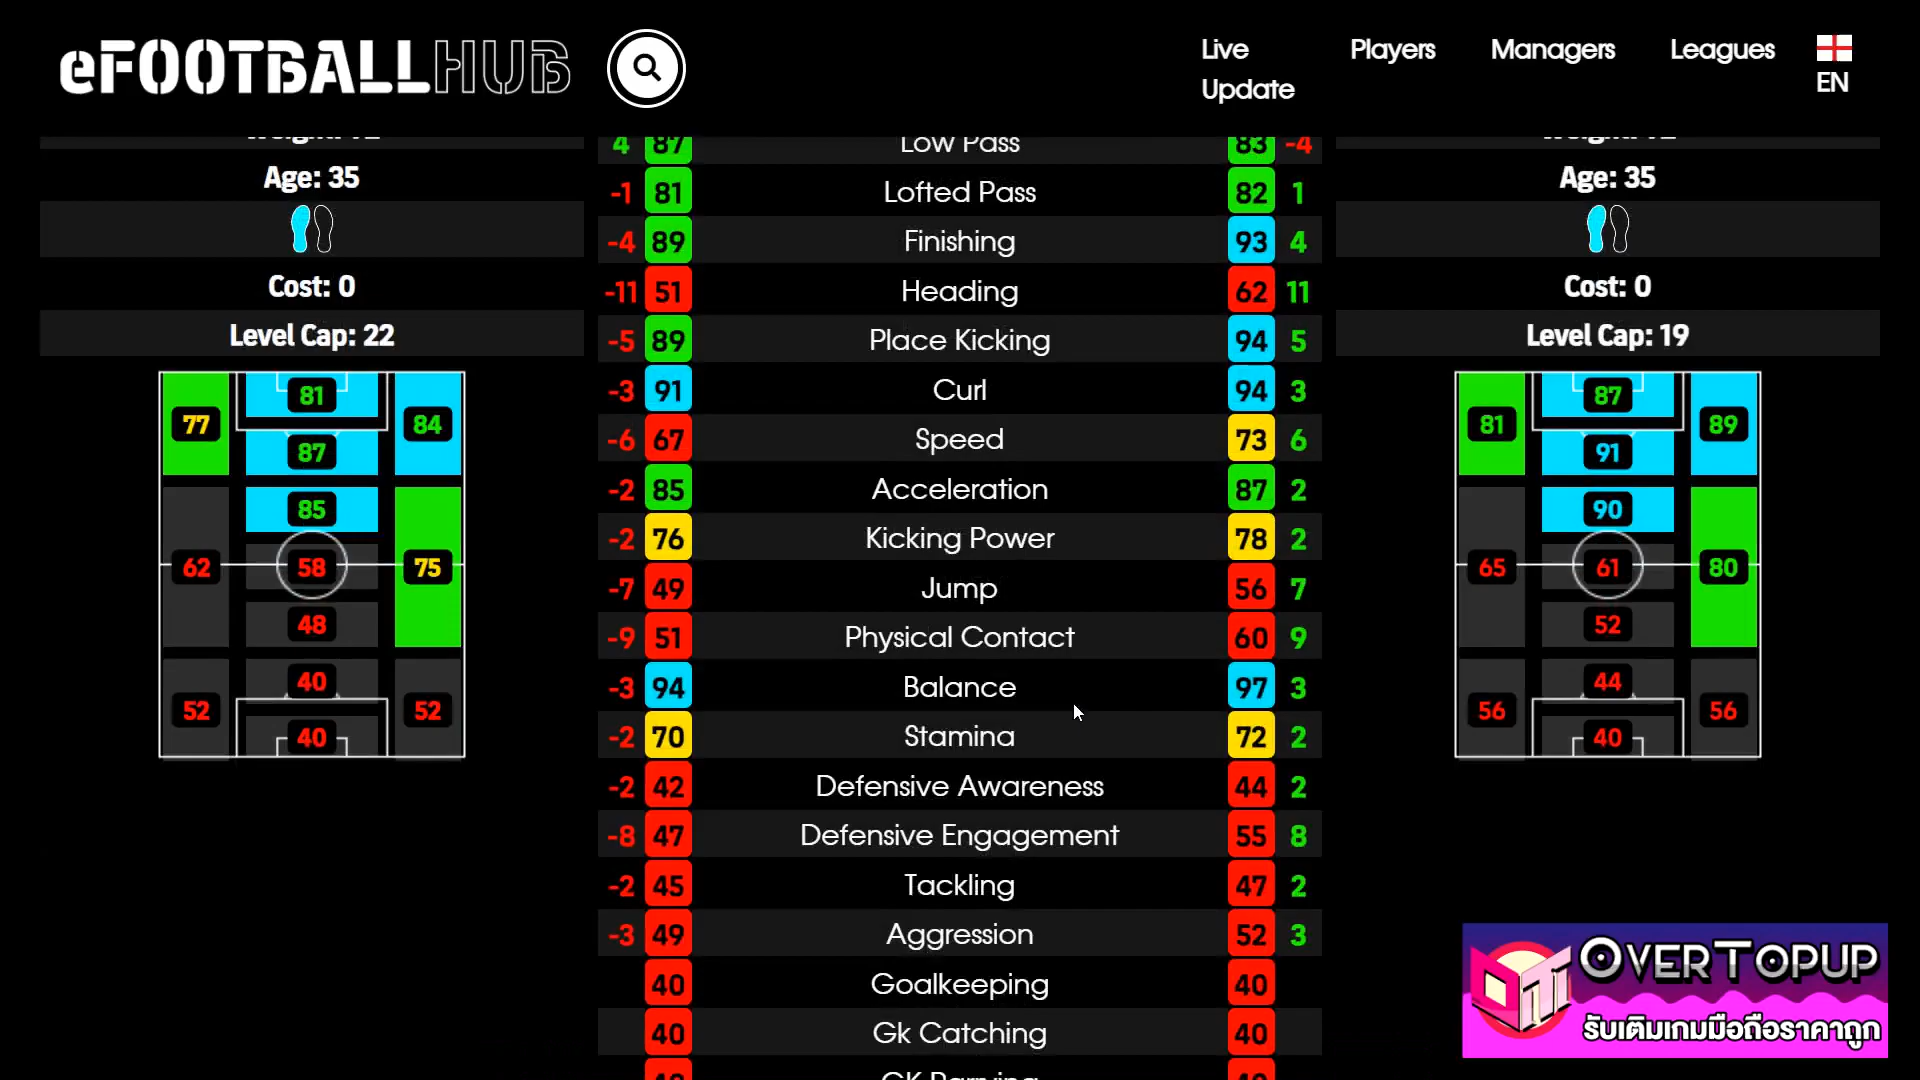 eFOOTBALLHUB
Live Update
Players
Managers
Leagues
EN
Age: 35
Cost: 0
Level Cap: 22
81
77
84
87
85
62
58
75
48
40
52
52
40
4 87 Low Pass 83 -4
-1 81 Lofted Pass 82 1
-4 89 Finishing 93 4
-11 51 Heading 62 11
-5 89 Place Kicking 94 5
-3 91 Curl 94 3
-6 67 Speed 73 6
-2 85 Acceleration 87 2
-2 76 Kicking Power 78 2
-7 49 Jump 56 7
-9 51 Physical Contact 60 9
-3 94 Balance 97 3
-2 70 Stamina 72 2
-2 42 Defensive Awareness 44 2
-8 47 Defensive Engagement 55 8
-2 45 Tackling 47 2
-3 49 Aggression 52 3
40 Goalkeeping 40
40 Gk Catching 40
Age: 35
Cost: 0
Level Cap: 19
87
81
89
91
90
65
61
80
52
44
56
56
40
OVERTOPUP
รับเติมเกมมือถือราคาถูก